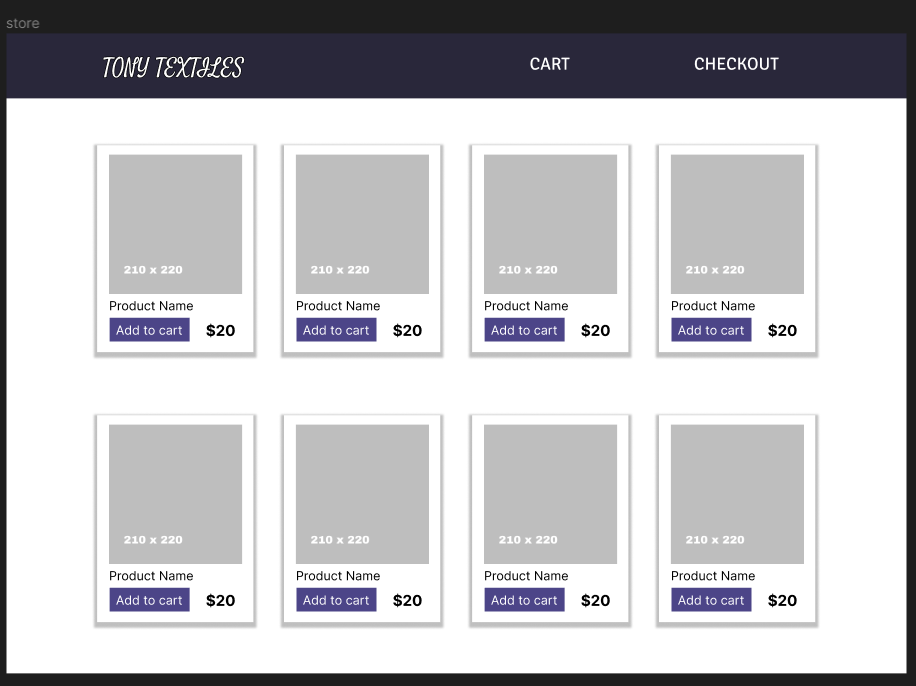 store
TONY TEXTILES CART CHECKOUT
210 x 220 210 x 220 210 x 220 210 x 220
Product Name Product Name Product Name Product Name
Add to cart $20 Add to cart $20 Add to cart $20 Add to cart $20
210 x 220 210 x 220 210 x 220 210 x 220
Product Name Product Name Product Name Product Name
Add to cart $20 Add to cart $20 Add to cart $20 Add to cart $20